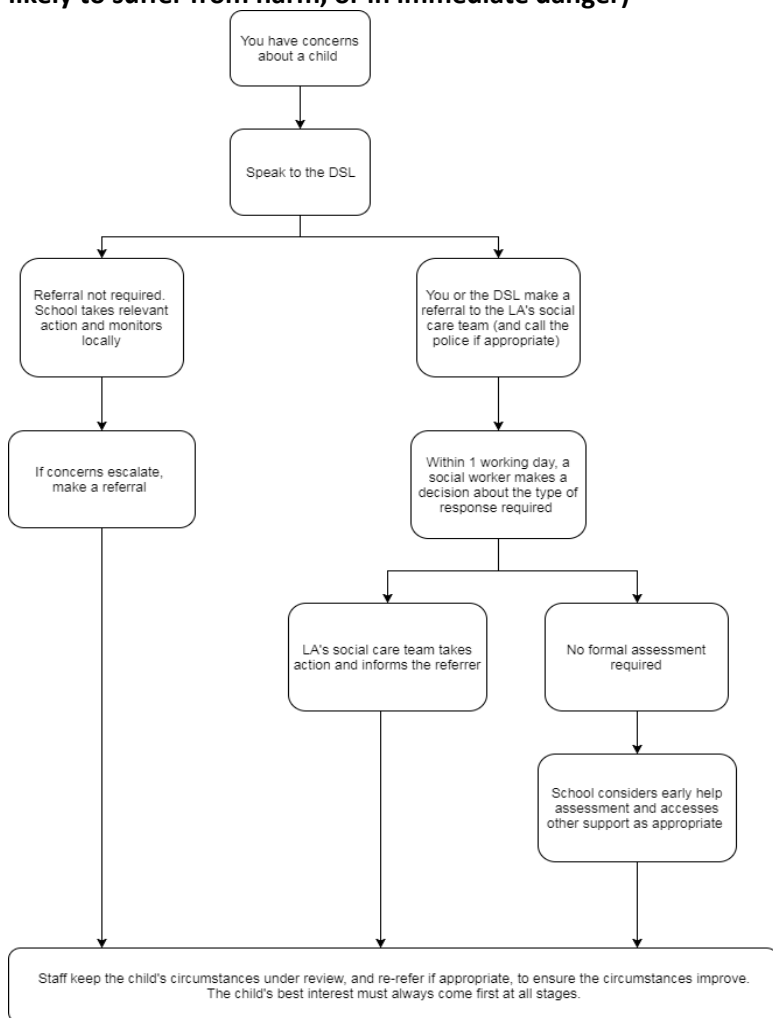 likely to suffer from harm, or in immediate danger)
You have concerns
about a child
Speak to the DSL
Referral not required.
School takes relevant
action and monitors
locally
You or the DSL make a
referral to the LA's social
care team (and call the
police if appropriate)
If concerns escalate,
make a referral
Within 1 working day, a
social worker makes a
decision about the type of
response required
LA's social care team takes
action and informs the referrer
No formal assessment
required
School considers early help
assessment and accesses
other support as appropriate
Staff keep the child's circumstances under review, and re-refer if appropriate, to ensure the circumstances improve.
The child's best interest must always come first at all stages.